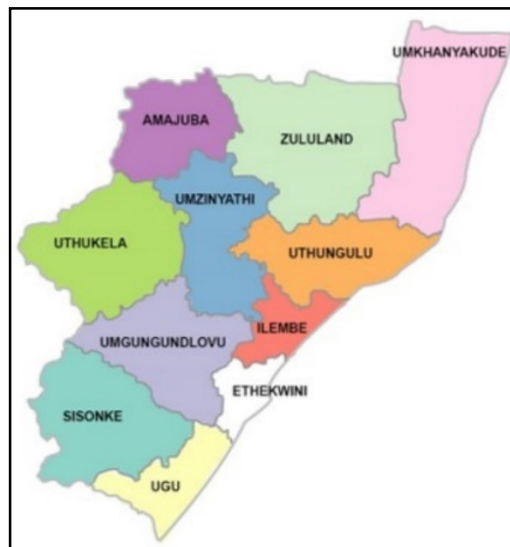 UMKHANYAKUDE
AMAJUBA
ZULULAND
UMZINYATHI
UTHUKELA
UTHUNGULU
ILEMBE
UMGUNGUNDLOVU
ETHEKWINI
SISONKE
UGU